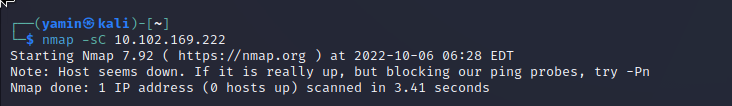 ┌──(yamin㉿kali)-[~]
└─$ nmap -sC 10.102.169.222
Starting Nmap 7.92 ( https://nmap.org ) at 2022-10-06 06:28 EDT
Note: Host seems down. If it is really up, but blocking our ping probes, try -Pn
Nmap done: 1 IP address (0 hosts up) scanned in 3.41 seconds